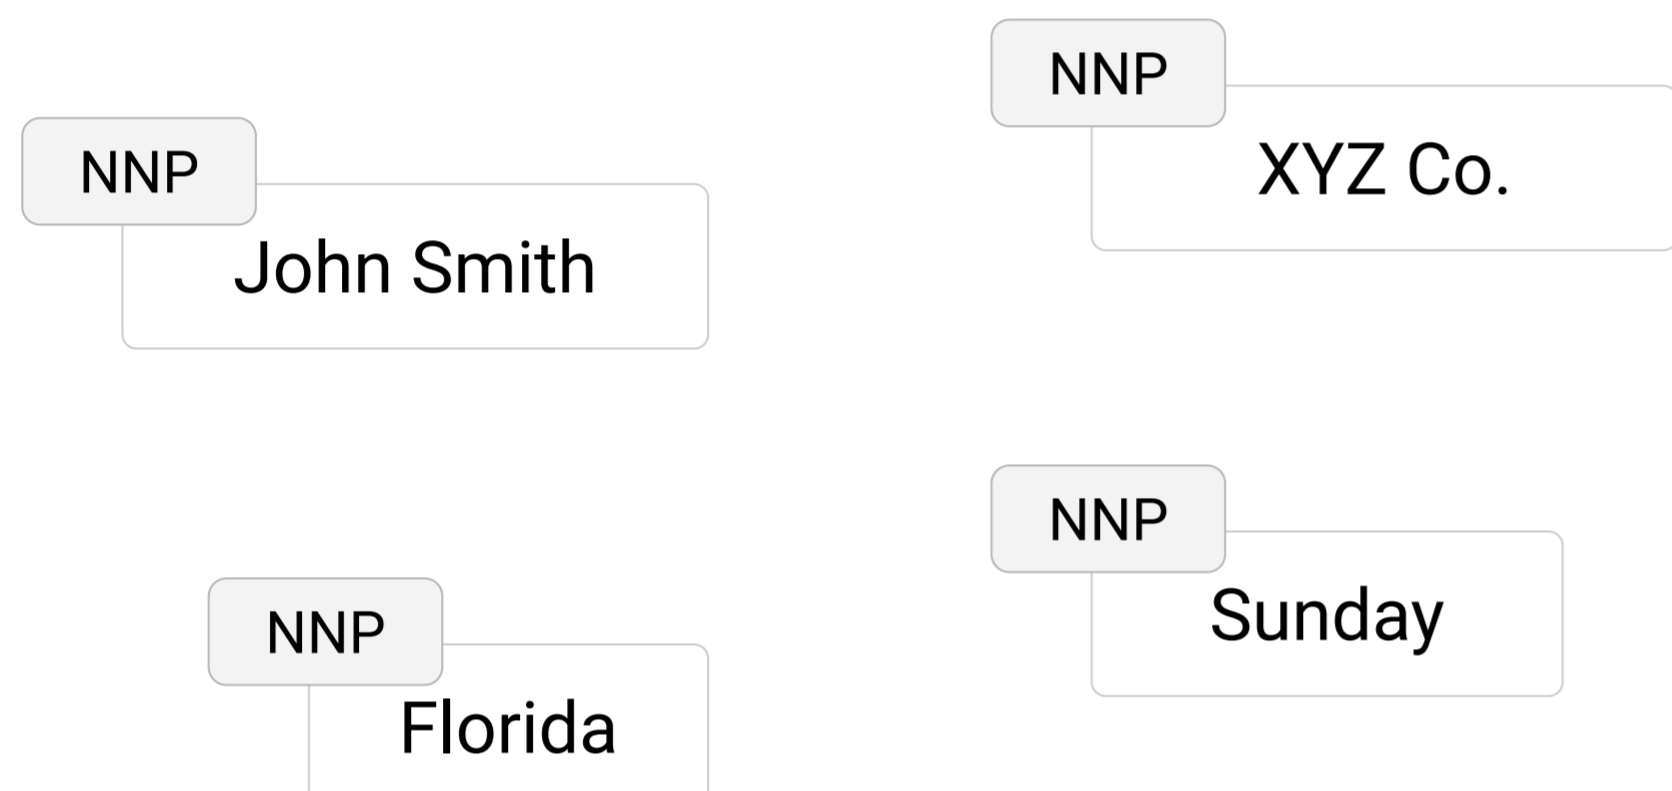 NNP
John Smith
NNP
XYZ Co.
NNP
Florida
NNP
Sunday